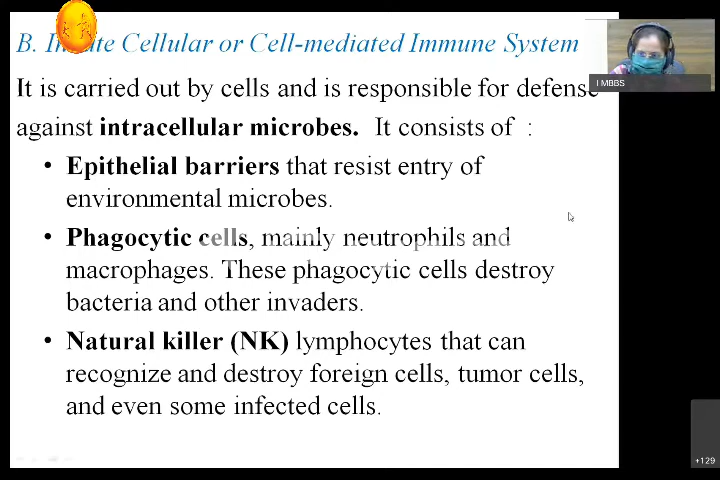 B. Innate Cellular or Cell-mediated Immune System
It is carried out by cells and is responsible for defense
against intracellular microbes. It consists of :
• Epithelial barriers that resist entry of
environmental microbes.
• Phagocytic cells, mainly neutrophils and
macrophages. These phagocytic cells destroy
bacteria and other invaders.
• Natural killer (NK) lymphocytes that can
recognize and destroy foreign cells, tumor cells,
and even some infected cells.
I MBBS
+129